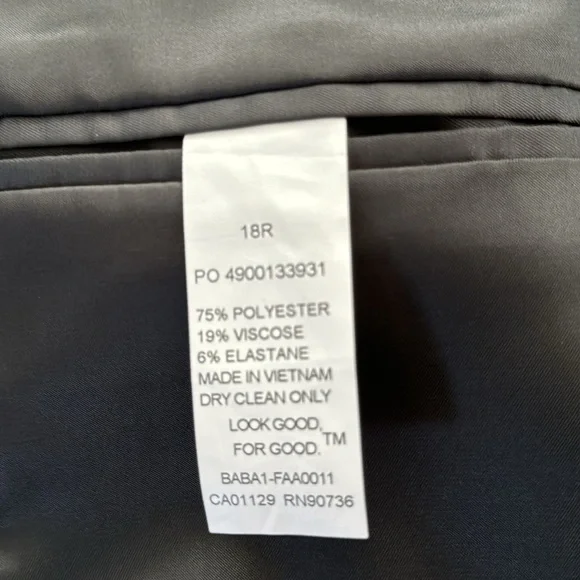 18R
PO 4900133931
75% POLYESTER
19% VISCOSE
6% ELASTANE
MADE IN VIETNAM
DRY CLEAN ONLY
LOOK GOOD,
FOR GOOD.™
BABA1-FAA0011
CA01129 RN90736